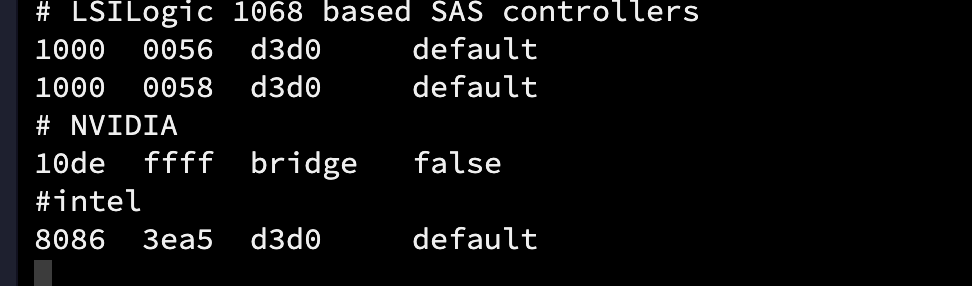 # LSILogic 1068 based SAS controllers
1000  0056  d3d0     default
1000  0058  d3d0     default
# NVIDIA
10de  ffff  bridge   false
#intel
8086  3ea5  d3d0     default